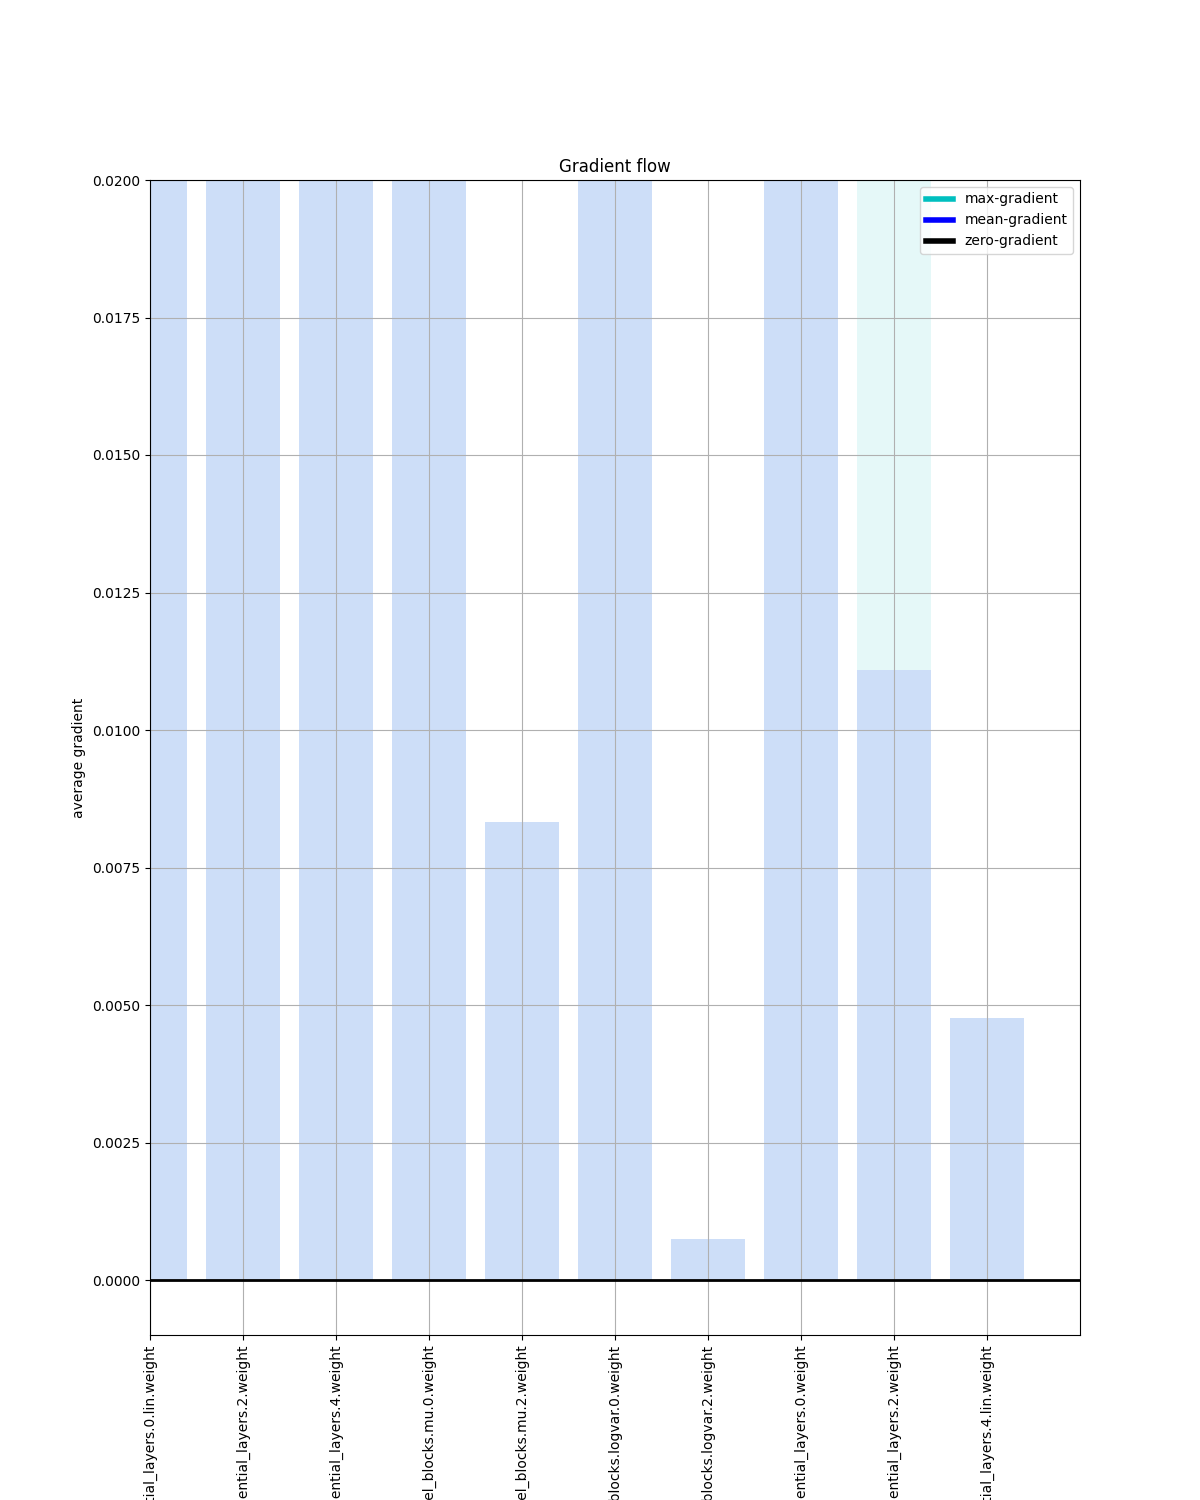 Gradient flow
max-gradient
mean-gradient
zero-gradient
0.0200
0.0175
0.0150
0.0125
0.0100
0.0075
0.0050
0.0025
0.0000
average gradient
tial_layers.0.lin.weight
ential_layers.2.weight
ential_layers.4.weight
el_blocks.mu.0.weight
el_blocks.mu.2.weight
blocks.logvar.0.weight
blocks.logvar.2.weight
ential_layers.0.weight
ential_layers.2.weight
tial_layers.4.lin.weight